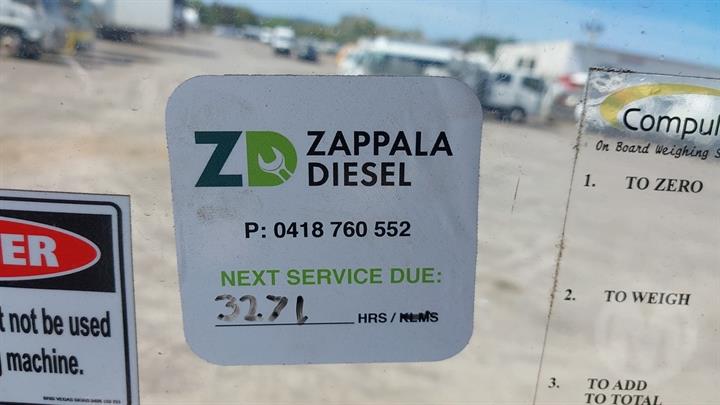 ZD ZAPPALA
DIESEL
P: 0418 760 552
NEXT SERVICE DUE:
3271 HRS / KLMS
ER
t not be used
machine.
Compul
On Board Weighing S
1. TO ZERO
2. TO WEIGH
3. TO ADD
TO TOTAL